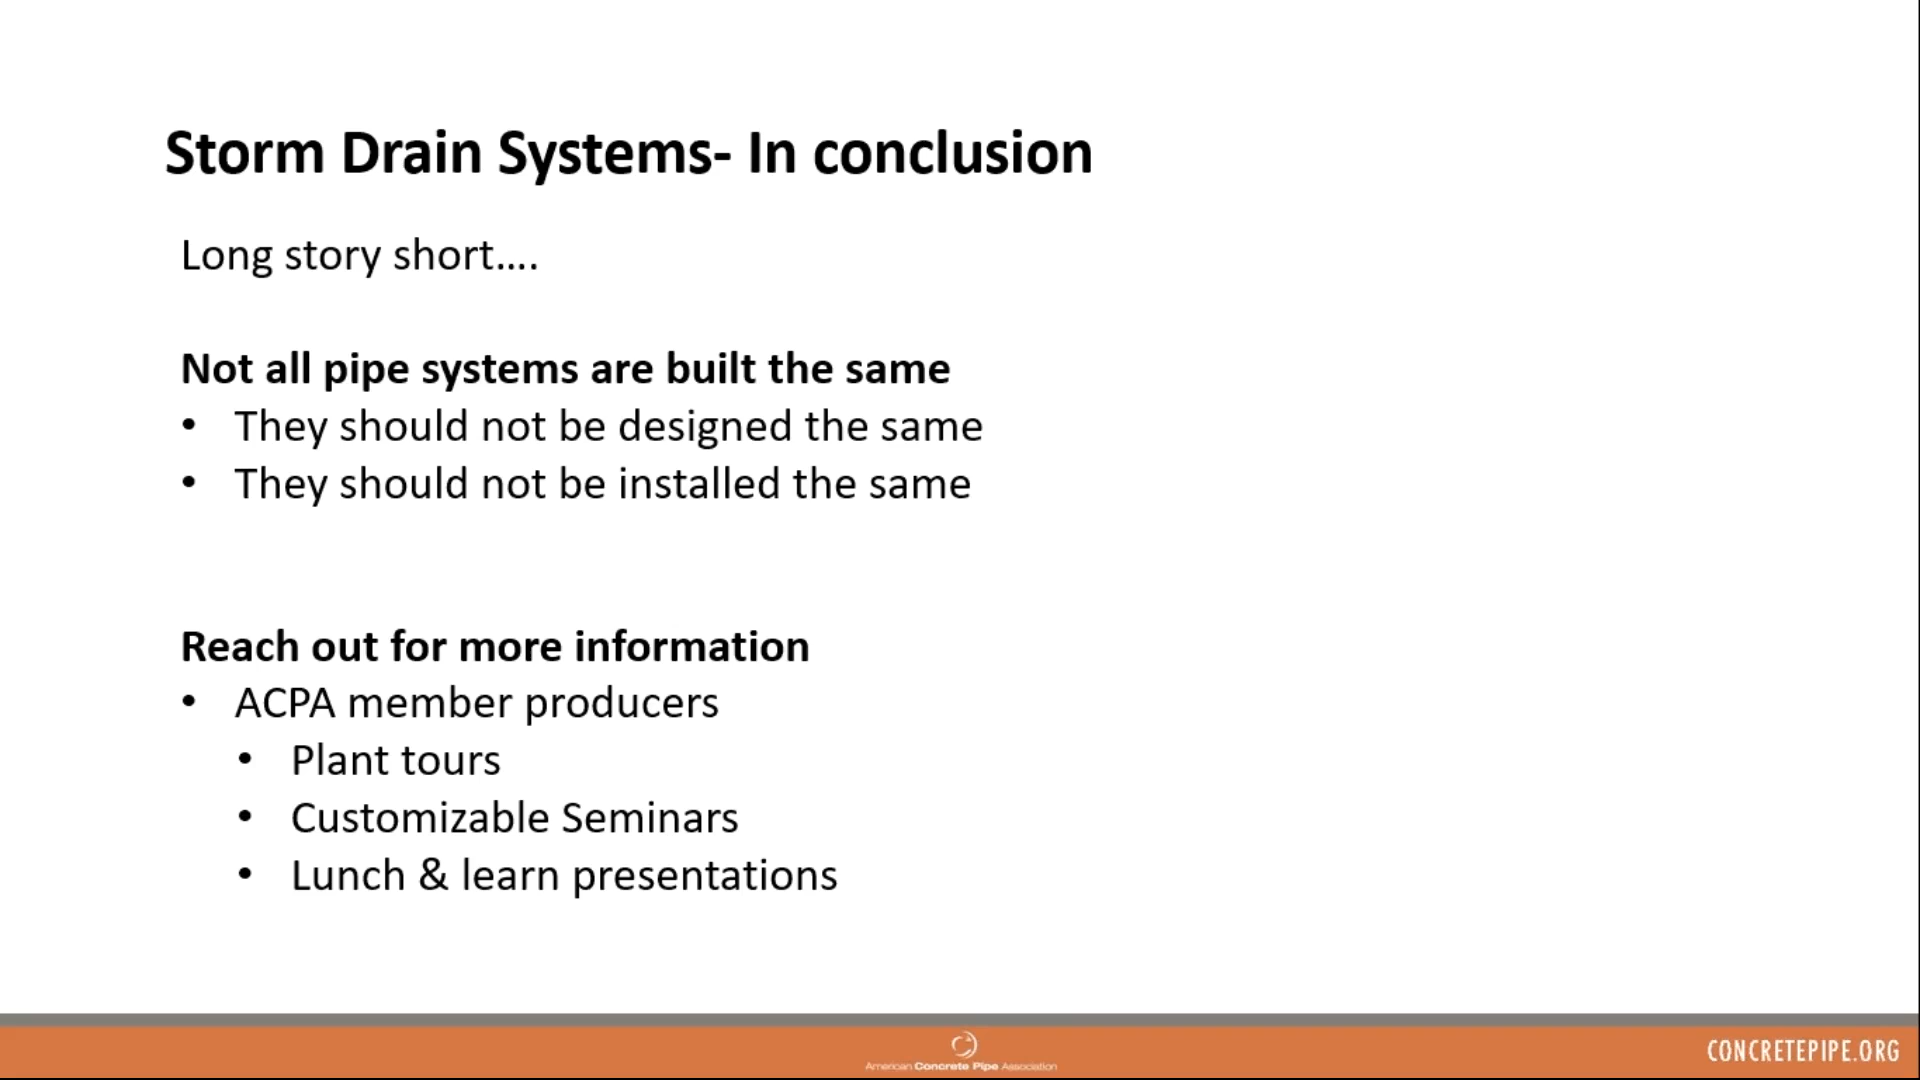 Storm Drain Systems- In conclusion
Long story short....
Not all pipe systems are built the same
• They should not be designed the same
• They should not be installed the same
Reach out for more information
• ACPA member producers
• Plant tours
• Customizable Seminars
• Lunch & learn presentations
American Concrete Pipe Association
CONCRETEPIPE.ORG